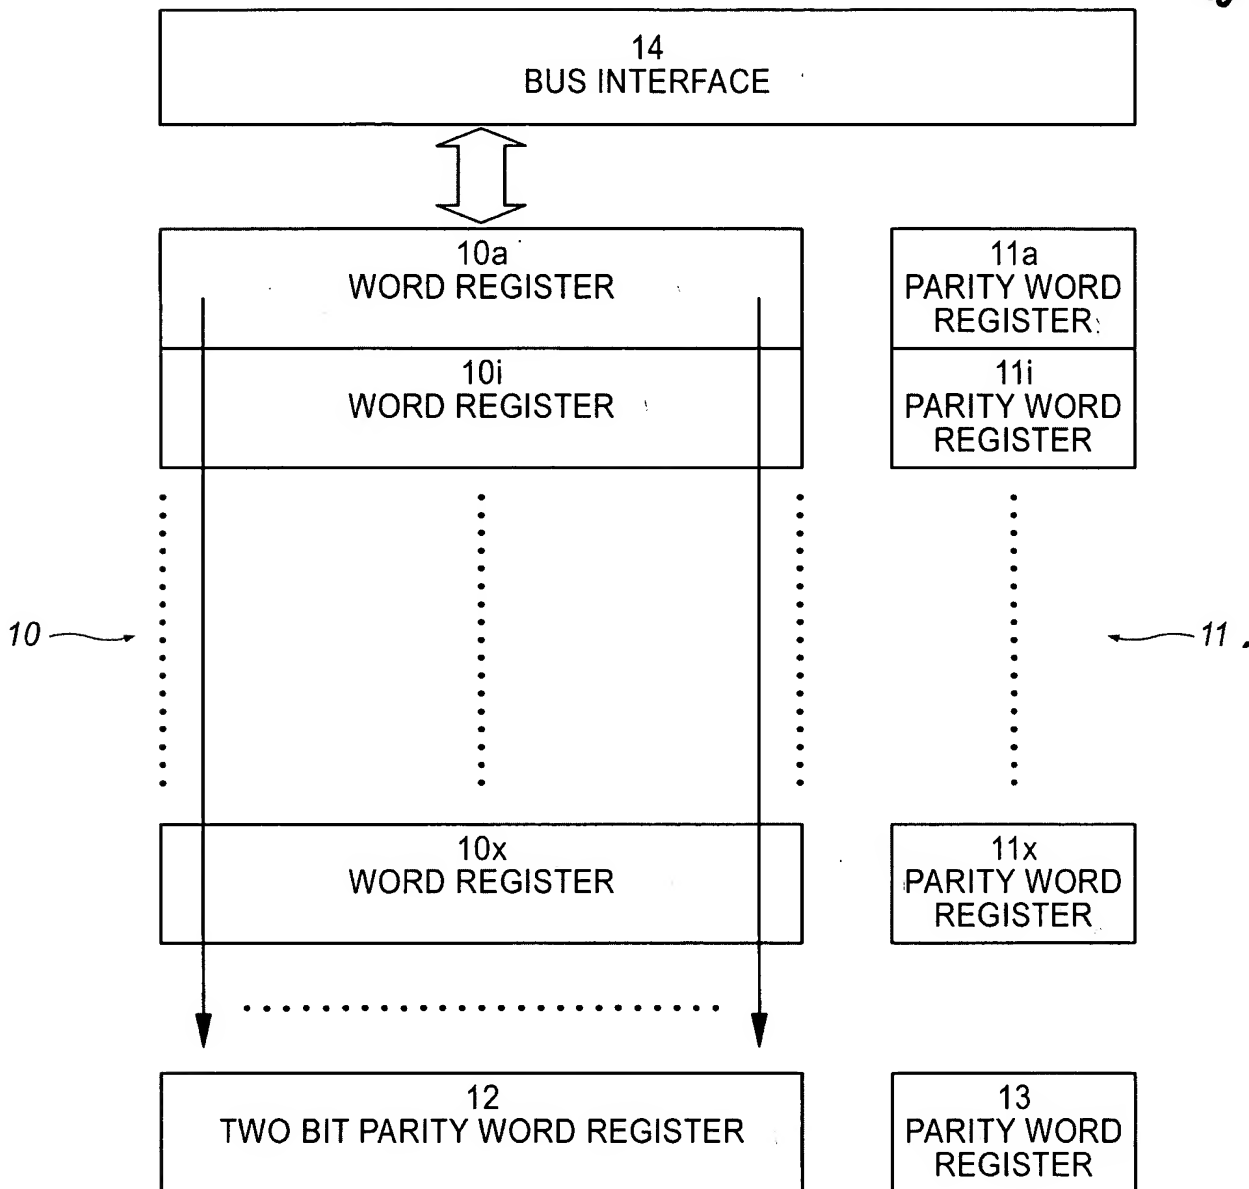 14
BUS INTERFACE
10a
WORD REGISTER
11a
PARITY WORD
REGISTER
10i
WORD REGISTER
11i
PARITY WORD
REGISTER
10
11
10x
WORD REGISTER
11x
PARITY WORD
REGISTER
12
TWO BIT PARITY WORD REGISTER
13
PARITY WORD
REGISTER